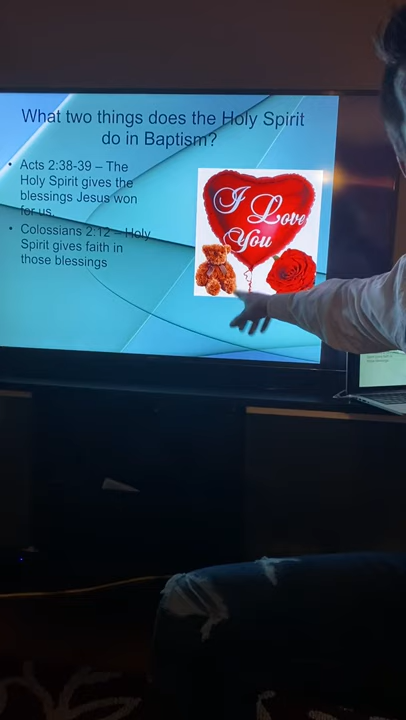 What two things does the Holy Spirit
do in Baptism?
• Acts 2:38-39 – The
Holy Spirit gives the
blessings Jesus won
for us.
• Colossians 2:12 – Holy
Spirit gives faith in
those blessings
I Love
You